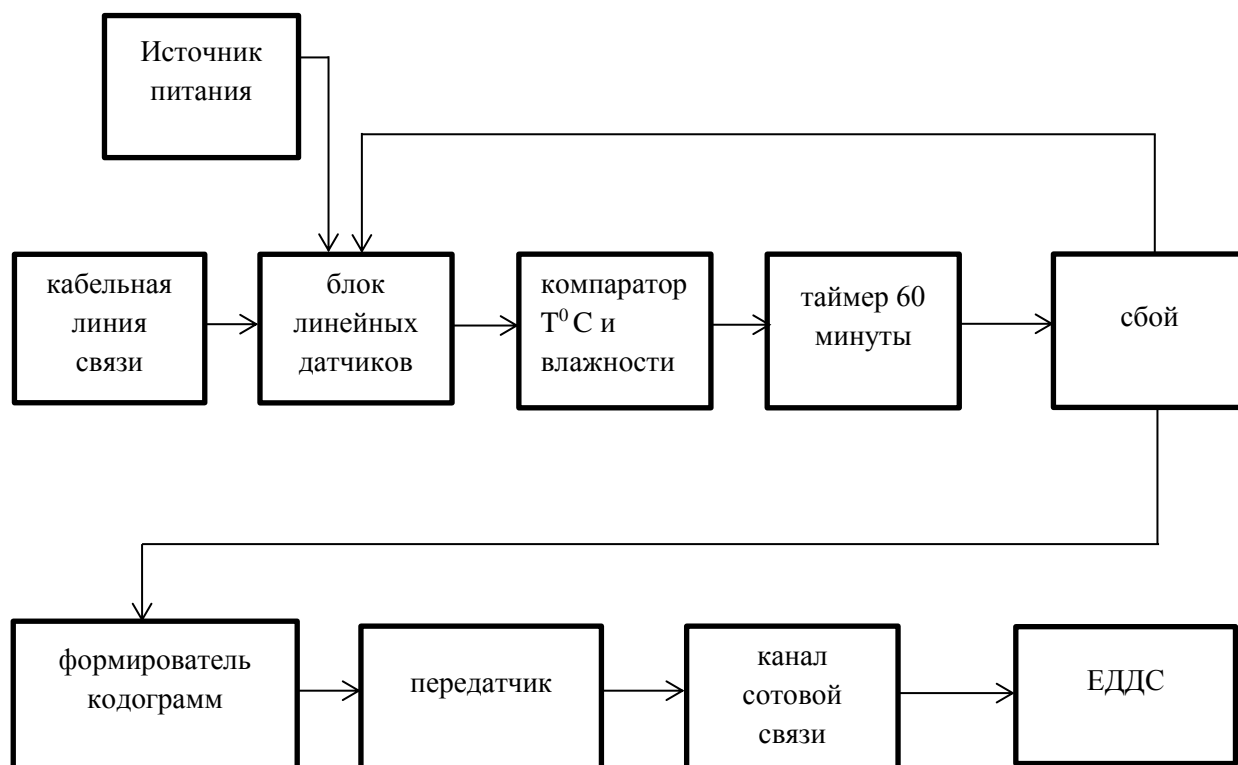 Источник
питания
кабельная
линия
связи
блок
линейных
датчиков
компаратор
T⁰ C и
влажности
таймер 60
минуты
сбой
формирователь
кодограмм
передатчик
канал
сотовой
связи
ЕДДС